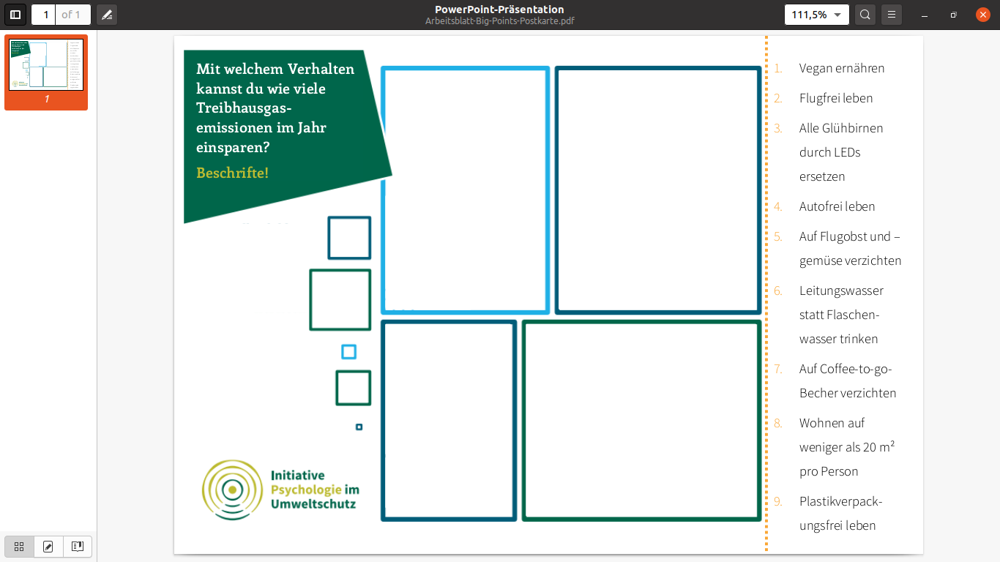 1 of 1
PowerPoint-Präsentation
Arbeitsblatt-Big-Points-Postkarte.pdf
111,5%
1
Mit welchem Verhalten
kannst du wie viele
Treibhausgas-
emissionen im Jahr
einsparen?
Beschrifte!
Initiative
Psychologie im
Umweltschutz
1. Vegan ernähren
2. Flugfrei leben
3. Alle Glühbirnen
durch LEDs
ersetzen
4. Autofrei leben
5. Auf Flugobst und –
gemüse verzichten
6. Leitungswasser
statt Flaschen-
wasser trinken
7. Auf Coffee-to-go-
Becher verzichten
8. Wohnen auf
weniger als 20 m²
pro Person
9. Plastikverpack-
ungsfrei leben